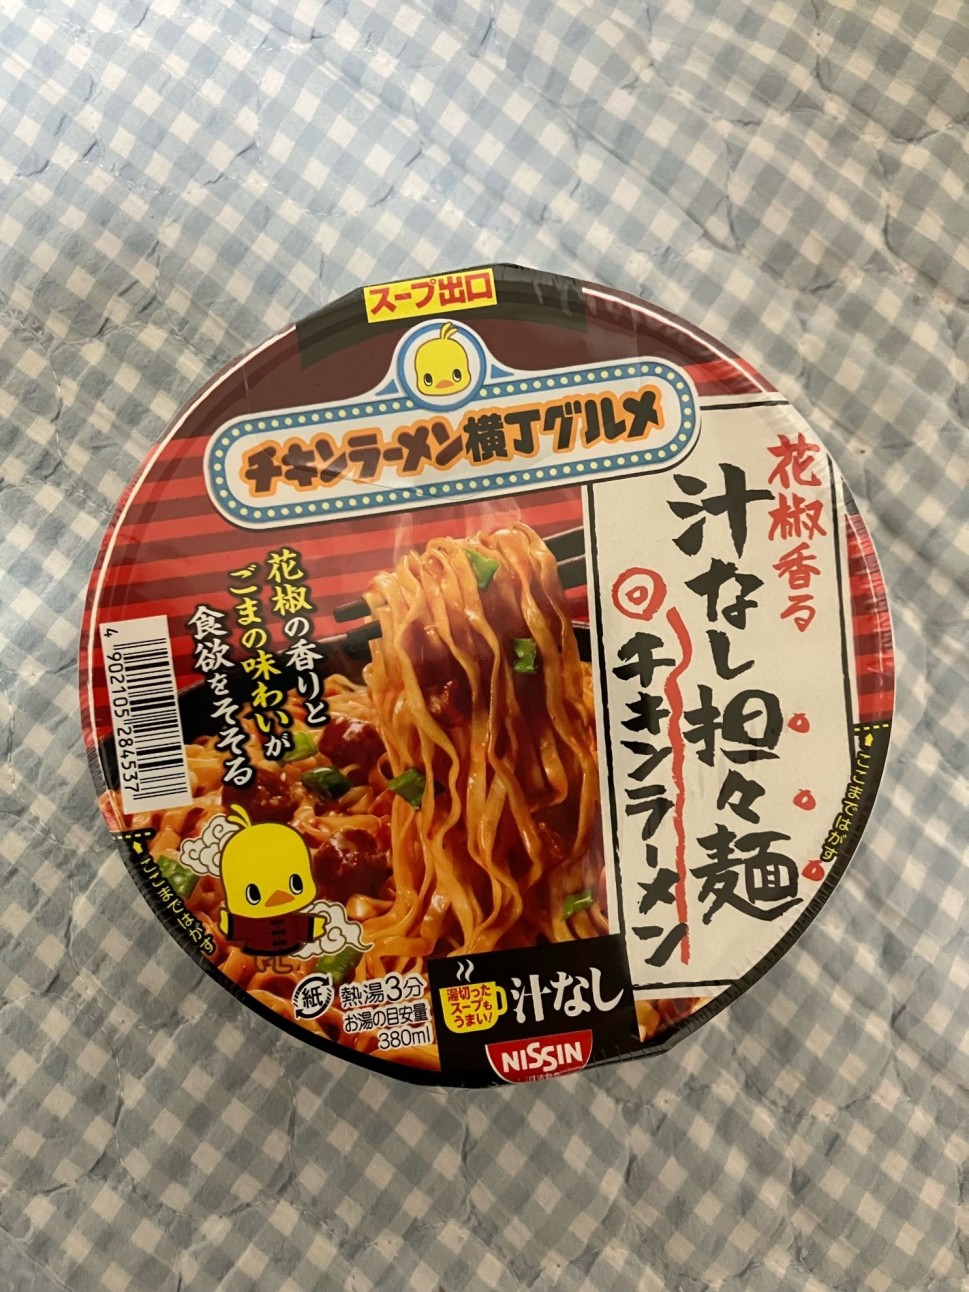 スープ出口
チキンラーメン横丁グルメ
花椒香る
汁なし担々麺
チキンラーメン
花椒の香りと
ごまの味わいが
食欲をそそる
4 902105 284537
ここまではがす
ここまではがす
紙
熱湯3分
お湯の目安量
380ml
湯切った
スープも
うまい!
汁なし
NISSIN